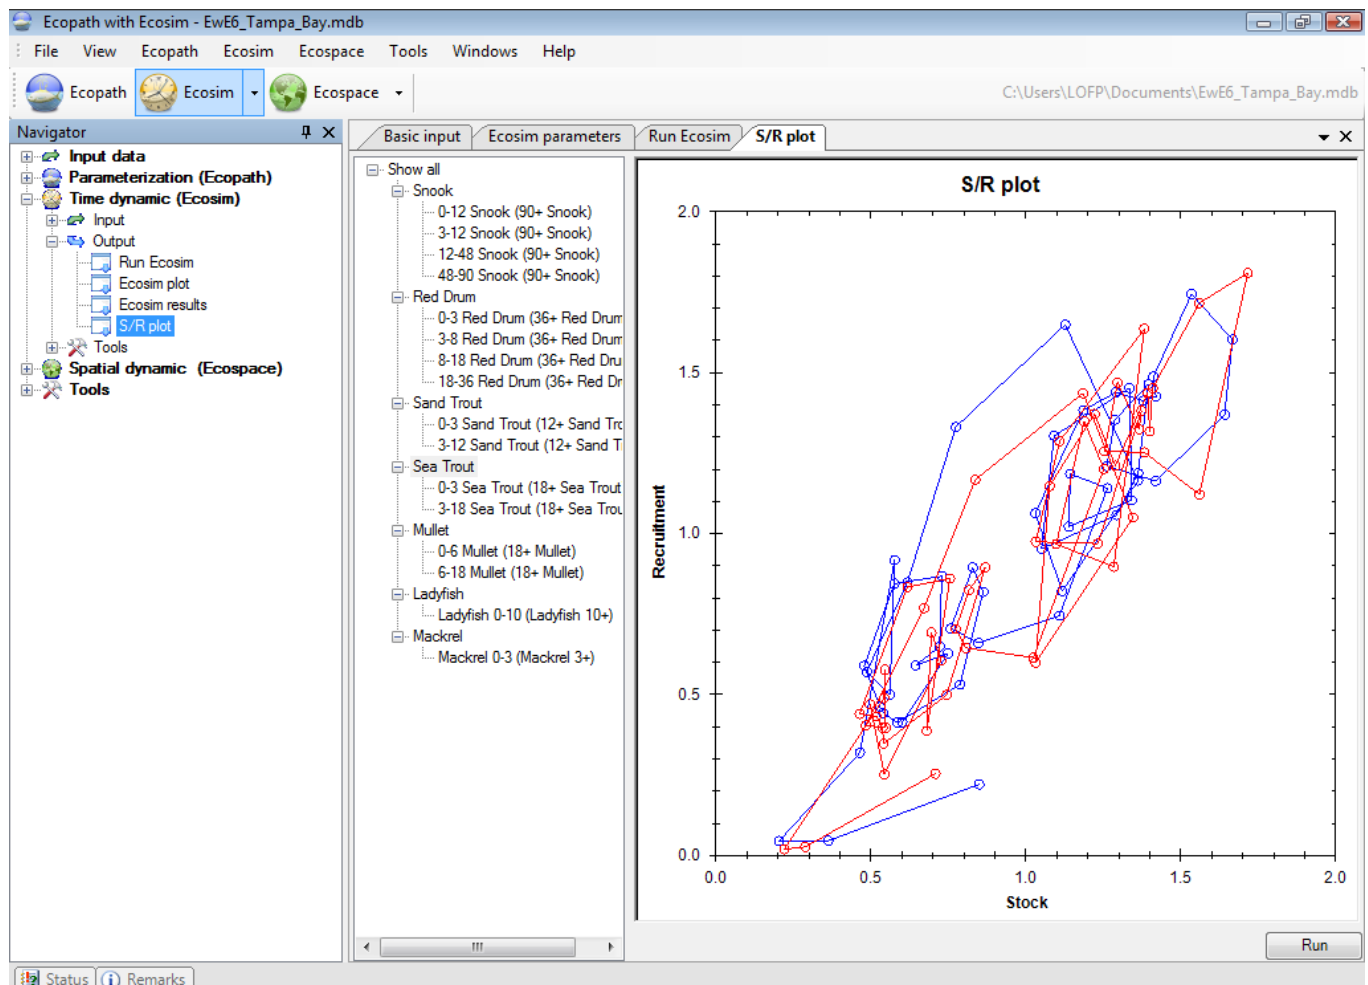 Ecopath with Ecosim - EwE6_Tampa_Bay.mdb
File View Ecopath Ecosim Ecospace Tools Windows Help
Ecopath Ecosim Ecospace C:\Users\LOFP\Documents\EwE6_Tampa_Bay.mdb
Navigator
Input data
Parameterization (Ecopath)
Time dynamic (Ecosim)
Input
Output
Run Ecosim
Ecosim plot
Ecosim results
S/R plot
Tools
Spatial dynamic (Ecospace)
Tools
Basic input Ecosim parameters Run Ecosim S/R plot
Show all
Snook
0-12 Snook (90+ Snook)
3-12 Snook (90+ Snook)
12-48 Snook (90+ Snook)
48-90 Snook (90+ Snook)
Red Drum
0-3 Red Drum (36+ Red Drum
3-8 Red Drum (36+ Red Drum
8-18 Red Drum (36+ Red Dru
18-36 Red Drum (36+ Red Dr
Sand Trout
0-3 Sand Trout (12+ Sand Tro
3-12 Sand Trout (12+ Sand T
Sea Trout
0-3 Sea Trout (18+ Sea Trout
3-18 Sea Trout (18+ Sea Trou
Mullet
0-6 Mullet (18+ Mullet)
6-18 Mullet (18+ Mullet)
Ladyfish
Ladyfish 0-10 (Ladyfish 10+)
Mackrel
Mackrel 0-3 (Mackrel 3+)
S/R plot
2.0
1.5
1.0
0.5
0.0
Recruitment
0.0 0.5 1.0 1.5 2.0
Stock
Run
Status Remarks